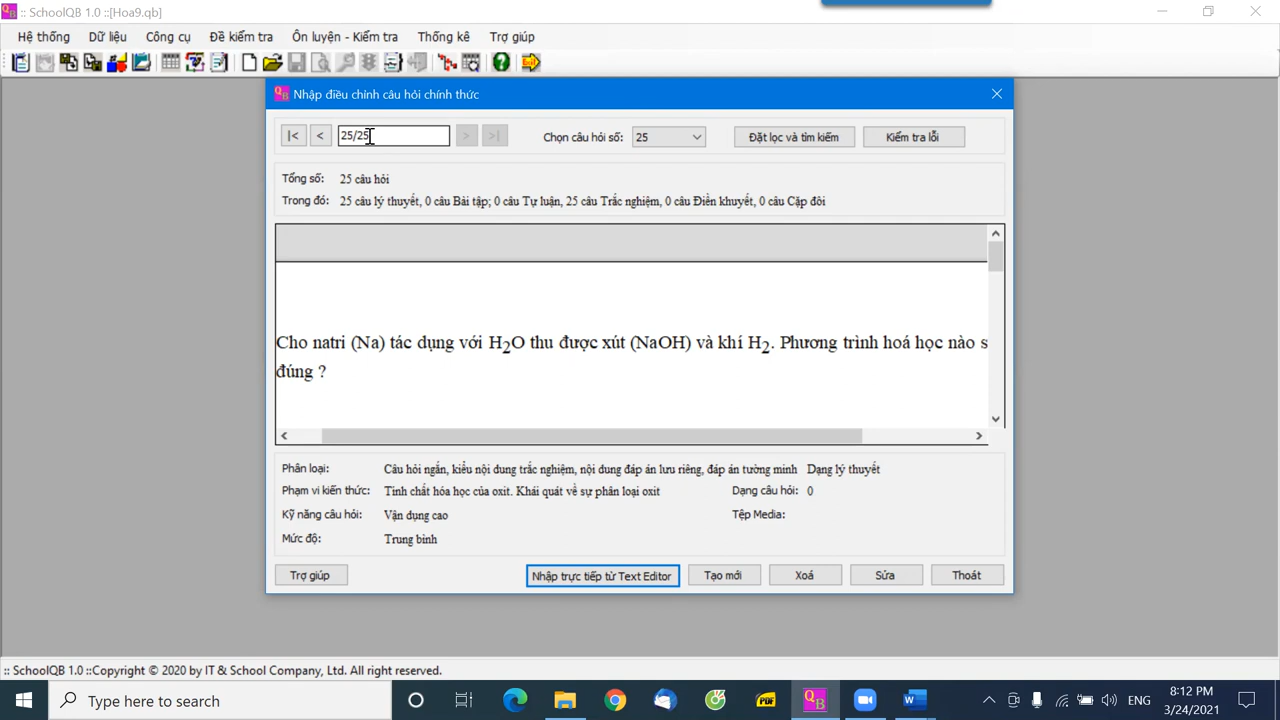 :: SchoolQB 1.0 ::[Hoa9.qb]
Hệ thống Dữ liệu Công cụ Đề kiểm tra Ôn luyện - Kiểm tra Thống kê Trợ giúp
QB Nhập điều chỉnh câu hỏi chính thức
|< < 25/25 > >| Chọn câu hỏi số: 25 Đặt lọc và tìm kiếm Kiểm tra lỗi
Tổng số: 25 câu hỏi
Trong đó: 25 câu lý thuyết, 0 câu Bài tập; 0 câu Tự luận, 25 câu Trắc nghiệm, 0 câu Điền khuyết, 0 câu Cặp đôi
Cho natri (Na) tác dụng với H2O thu được xút (NaOH) và khí H2. Phương trình hoá học nào s
đúng ?
Phân loại: Câu hỏi ngắn, kiểu nội dung trắc nghiệm, nội dung đáp án lưu riêng, đáp án tường minh Dạng lý thuyết
Phạm vi kiến thức: Tính chất hóa học của oxit. Khái quát về sự phân loại oxit Dạng câu hỏi: 0
Kỹ năng câu hỏi: Vận dụng cao Tệp Media:
Mức độ: Trung bình
Trợ giúp Nhập trực tiếp từ Text Editor Tạo mới Xoá Sửa Thoát
:: SchoolQB 1.0 ::Copyright © 2020 by IT & School Company, Ltd. All right reserved.
Type here to search PDF QB W ENG 8:12 PM
3/24/2021